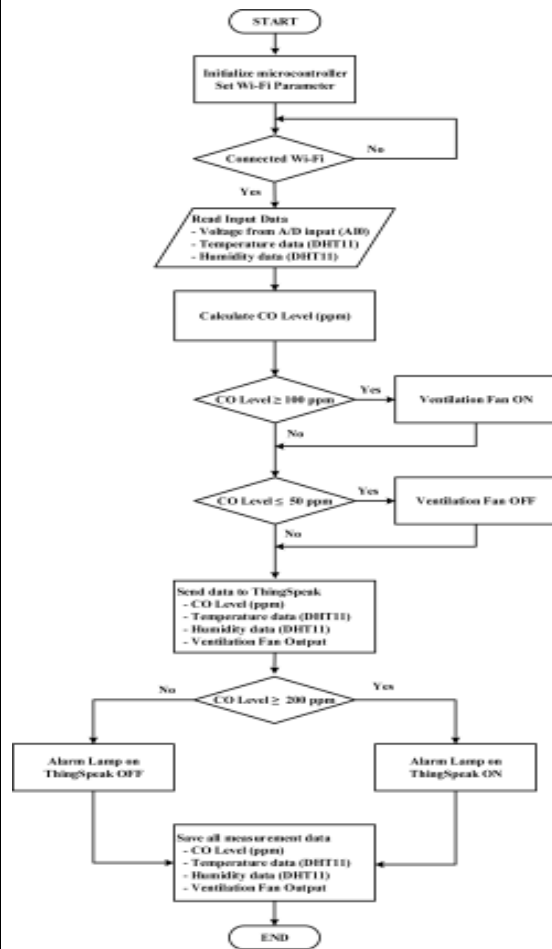 START
Initialize microcontroller
Set Wi-Fi Parameter
Connected Wi-Fi
No
Yes
Read Input Data
- Voltage from A/D input (AI0)
- Temperature data (DHT11)
- Humidity data (DHT11)
Calculate CO Level (ppm)
CO Level ≥ 100 ppm
Yes
Ventilation Fan ON
No
CO Level ≤ 50 ppm
Yes
Ventilation Fan OFF
No
Send data to ThingSpeak
- CO Level (ppm)
- Temperature data (DHT11)
- Humidity data (DHT11)
- Ventilation Fan Output
No
CO Level ≥ 200 ppm
Yes
Alarm Lamp on
ThingSpeak OFF
Alarm Lamp on
ThingSpeak ON
Save all measurement data
- CO Level (ppm)
- Temperature data (DHT11)
- Humidity data (DHT11)
- Ventilation Fan Output
END